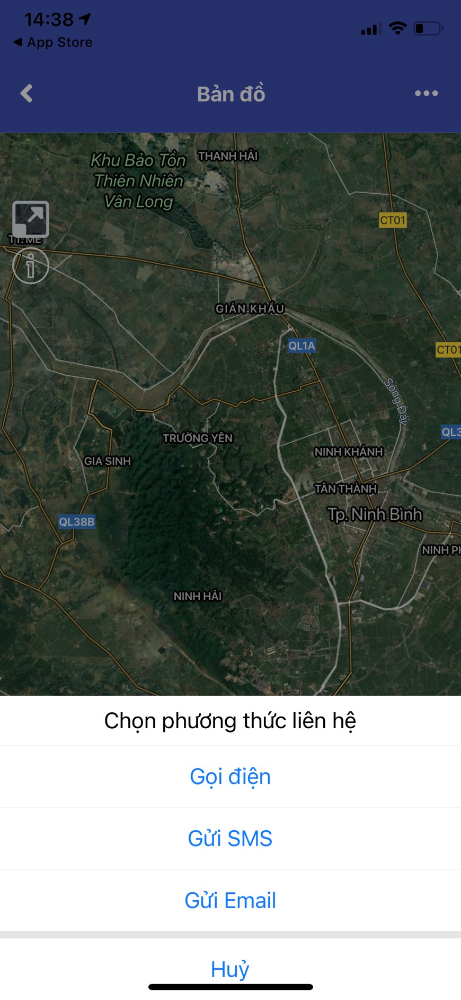 14:38
App Store
Bản đồ
Khu Bảo Tồn
Thiên Nhiên
Vân Long
THANH HẢI
CT01
TT. ME
GIÁN KHẨU
QL1A
CT01
Sông Đáy
QL3
TRƯỜNG YÊN
NINH KHÁNH
GIA SINH
TÂN THÀNH
Tp. Ninh Bình
QL38B
NINH PH
NINH HẢI
Chọn phương thức liên hệ
Gọi điện
Gửi SMS
Gửi Email
Huỷ